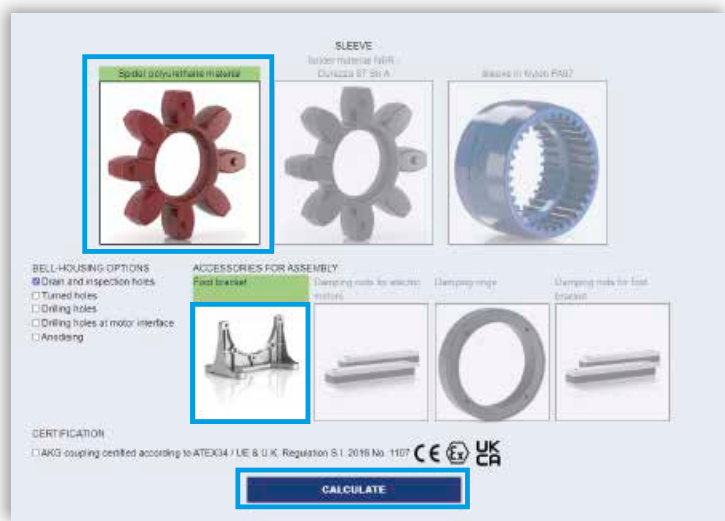 SLEEVE
Spider polyurethane material
Spider material NBR -
Durezza 87 Sh A
Sleeve in Nylon PA67
BELL-HOUSING OPTIONS
Drain and inspection holes
Turned holes
Drilling holes
Drilling holes at motor interface
Anodising
ACCESSORIES FOR ASSEMBLY
Foot bracket
Damping rods for electric
motors
Damping rings
Damping rods for foot
bracket
CERTIFICATION
AKG coupling certified according to ATEX34 / UE & U.K. Regulation S.I. 2016 No. 1107 CE Ex UK
CA
CALCULATE